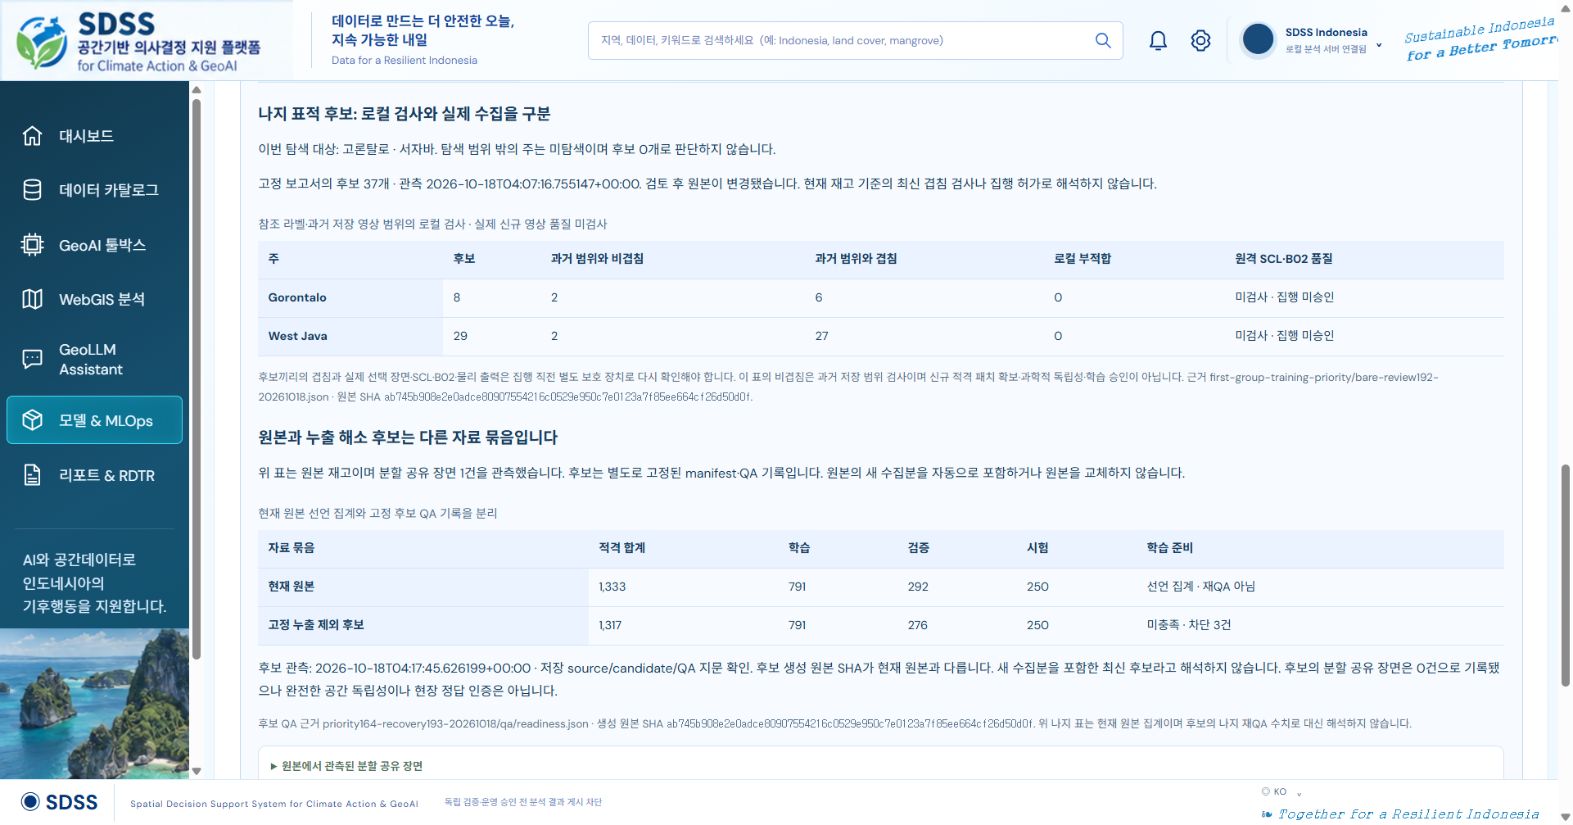 SDSS
공간기반 의사결정 지원 플랫폼
for Climate Action & GeoAI
데이터로 만드는 더 안전한 오늘,
지속 가능한 내일
Data for a Resilient Indonesia
지역, 데이터, 키워드로 검색하세요 (예: Indonesia, land cover, mangrove)
SDSS Indonesia
로컬 분석 서버 연결됨
Sustainable Indonesia
for a Better Tomorr
대시보드
데이터 카탈로그
GeoAI 툴박스
WebGIS 분석
GeoLLM
Assistant
모델 & MLOps
리포트 & RDTR
AI와 공간데이터로
인도네시아의
기후행동을 지원합니다.
나지 표적 후보: 로컬 검사와 실제 수집을 구분
이번 탐색 대상: 고론탈로 · 서자바. 탐색 범위 밖의 주는 미탐색이며 후보 0개로 판단하지 않습니다.
고정 보고서의 후보 37개 · 관측 2026-10-18T04:07:16.755147+00:00. 검토 후 원본이 변경됐습니다. 현재 재고 기준의 최신 겹침 검사나 집행 허가로 해석하지 않습니다.
참조 라벨·과거 저장 영상 범위의 로컬 검사 · 실제 신규 영상 품질 미검사
주 후보 과거 범위와 비겹침 과거 범위와 겹침 로컬 부적합 원격 SCL·B02 품질
Gorontalo 8 2 6 0 미검사 · 집행 미승인
West Java 29 2 27 0 미검사 · 집행 미승인
후보끼리의 겹침과 실제 선택 장면·SCL·B02·물리 출력은 집행 직전 별도 보호 장치로 다시 확인해야 합니다. 이 표의 비겹침은 과거 저장 범위 검사이며 신규 적격 패치 확보·과학적 독립성·학습 승인이 아닙니다. 근거 first-group-training-priority/bare-review192-
20261018.json · 원본 SHA ab745b908e2e0adce80907554216c0529e950c7e0123a7f85ee664cf26d50d0f.
원본과 누출 해소 후보는 다른 자료 묶음입니다
위 표는 원본 재고이며 분할 공유 장면 1건을 관측했습니다. 후보는 별도로 고정된 manifest·QA 기록입니다. 원본의 새 수집분을 자동으로 포함하거나 원본을 교체하지 않습니다.
현재 원본 선언 집계와 고정 후보 QA 기록을 분리
자료 묶음 적격 합계 학습 검증 시험 학습 준비
현재 원본 1,333 791 292 250 선언 집계 · 재QA 아님
고정 누출 제외 후보 1,317 791 276 250 미충족 · 차단 3건
후보 관측: 2026-10-18T04:17:45.626199+00:00 · 저장 source/candidate/QA 지문 확인. 후보 생성 원본 SHA가 현재 원본과 다릅니다. 새 수집분을 포함한 최신 후보라고 해석하지 않습니다. 후보의 분할 공유 장면은 0건으로 기록됐
으나 완전한 공간 독립성이나 현장 정답 인증은 아닙니다.
후보 QA 근거 priority164-recovery193-20261018/qa/readiness.json · 생성 원본 SHA ab745b908e2e0adce80907554216c0529e950c7e0123a7f85ee664cf26d50d0f. 위 나지 표는 현재 원본 집계이며 후보의 나지 재QA 수치로 대신 해석하지 않습니다.
▶ 원본에서 관측된 분할 공유 장면
SDSS
Spatial Decision Support System for Climate Action & GeoAI
독립 검증·운영 승인 전 분석 결과 게시 차단
KO
Together for a Resilient Indonesia